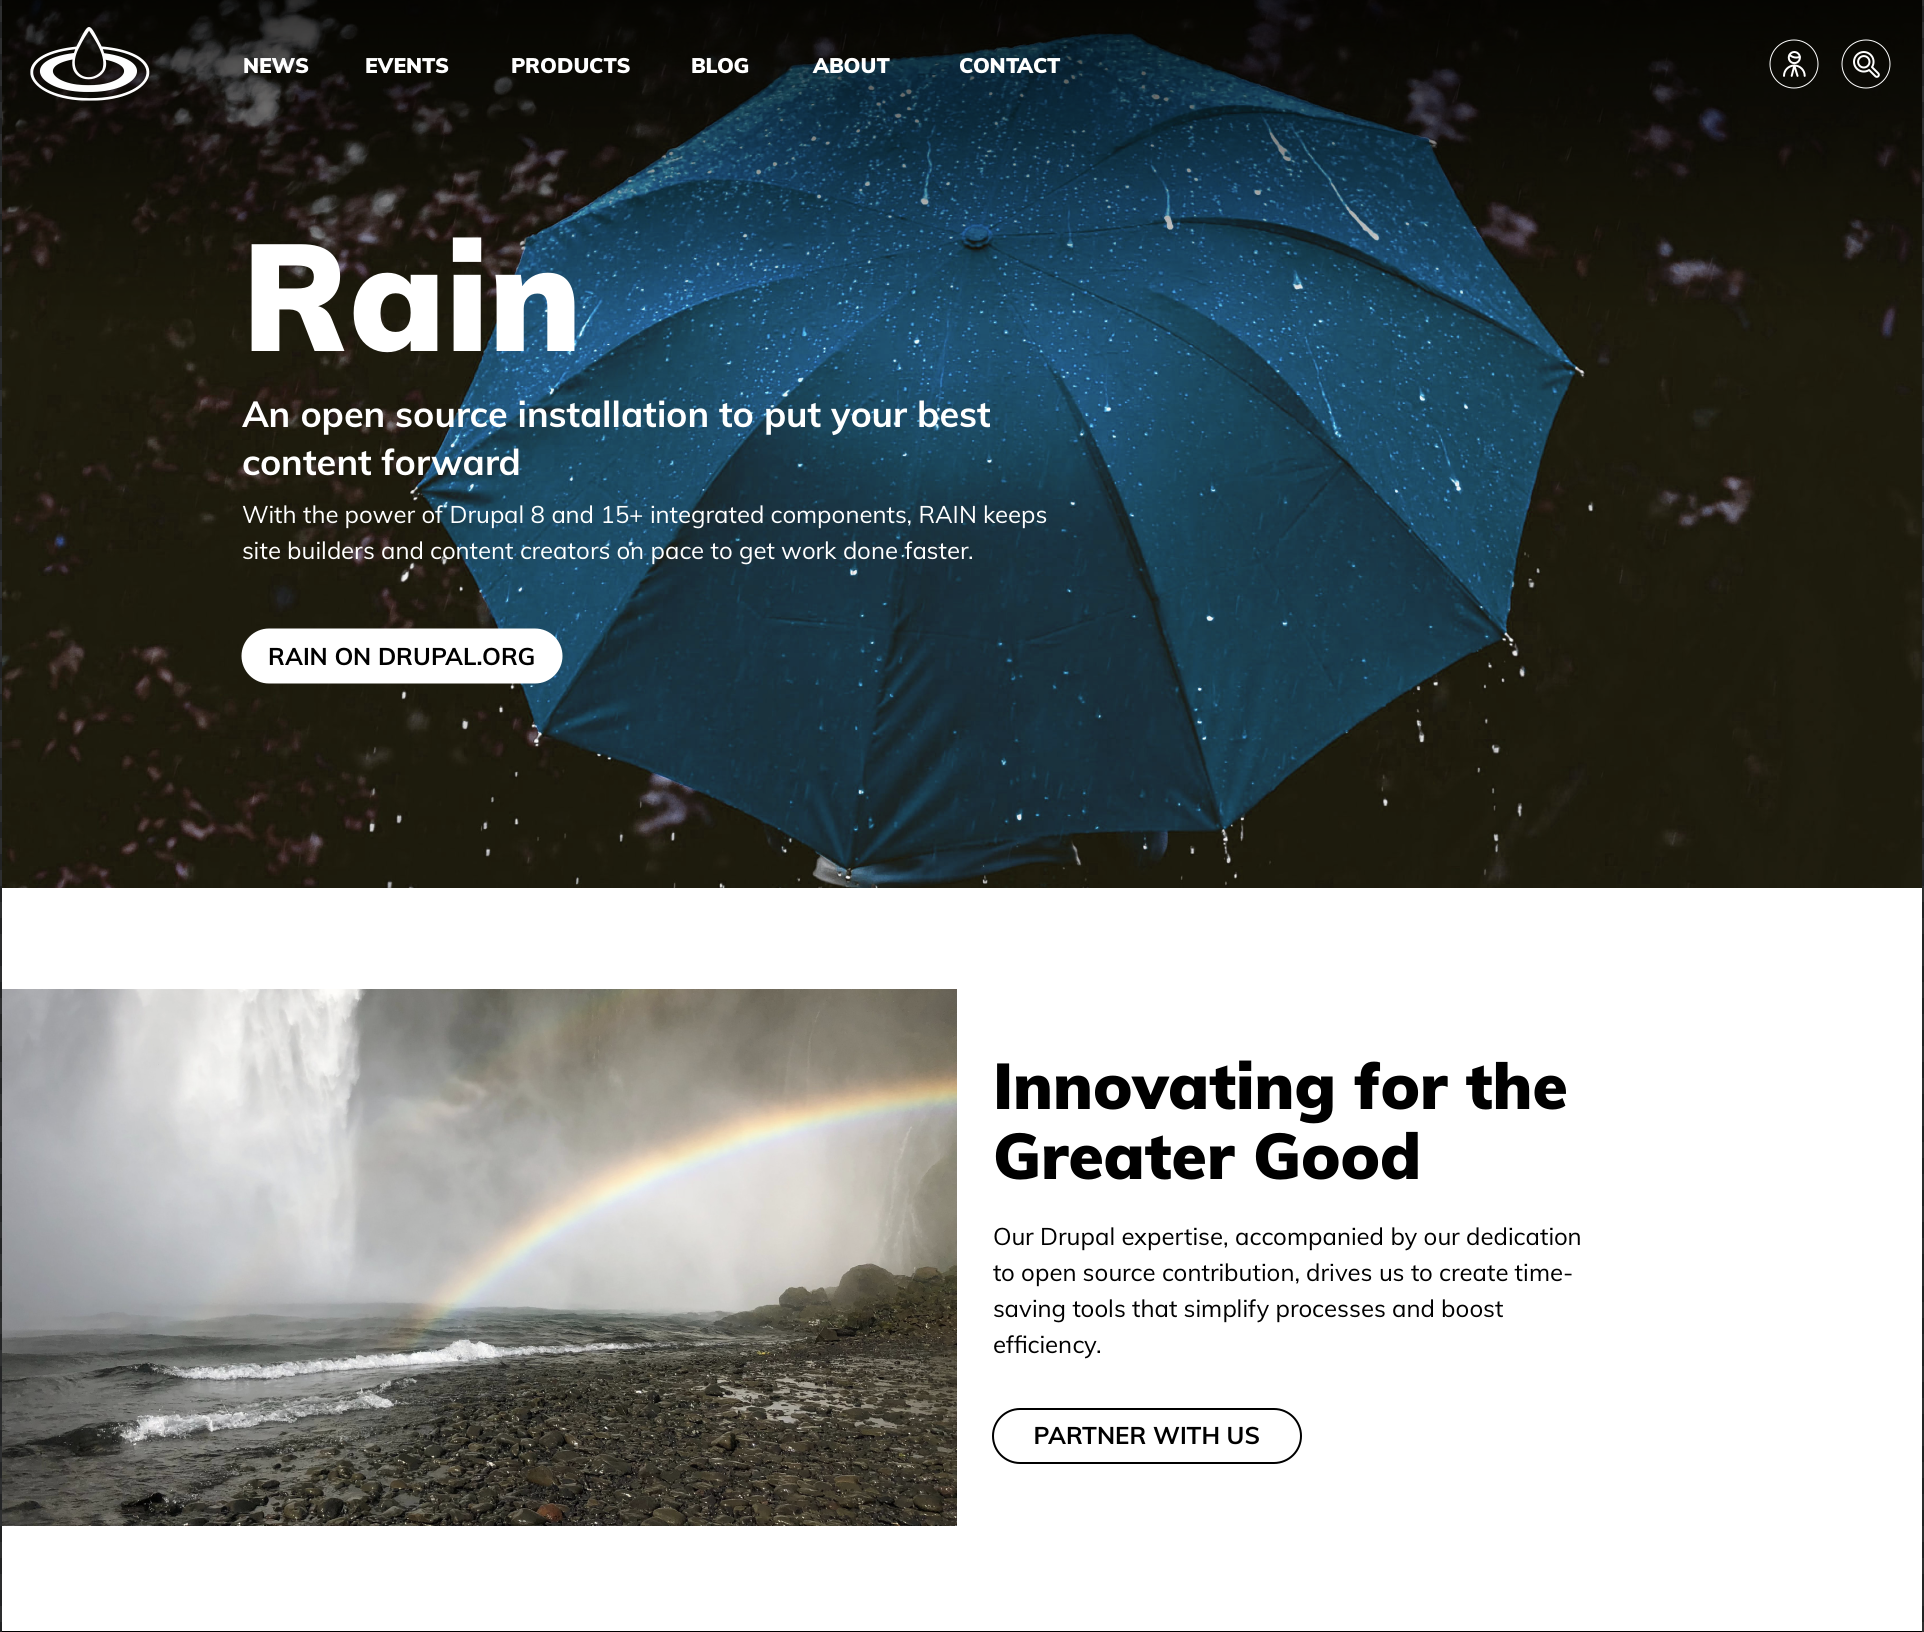 NEWS EVENTS PRODUCTS BLOG ABOUT CONTACT
Rain
An open source installation to put your best
content forward
With the power of Drupal 8 and 15+ integrated components, RAIN keeps
site builders and content creators on pace to get work done faster.
RAIN ON DRUPAL.ORG
Innovating for the
Greater Good
Our Drupal expertise, accompanied by our dedication
to open source contribution, drives us to create time-
saving tools that simplify processes and boost
efficiency.
PARTNER WITH US